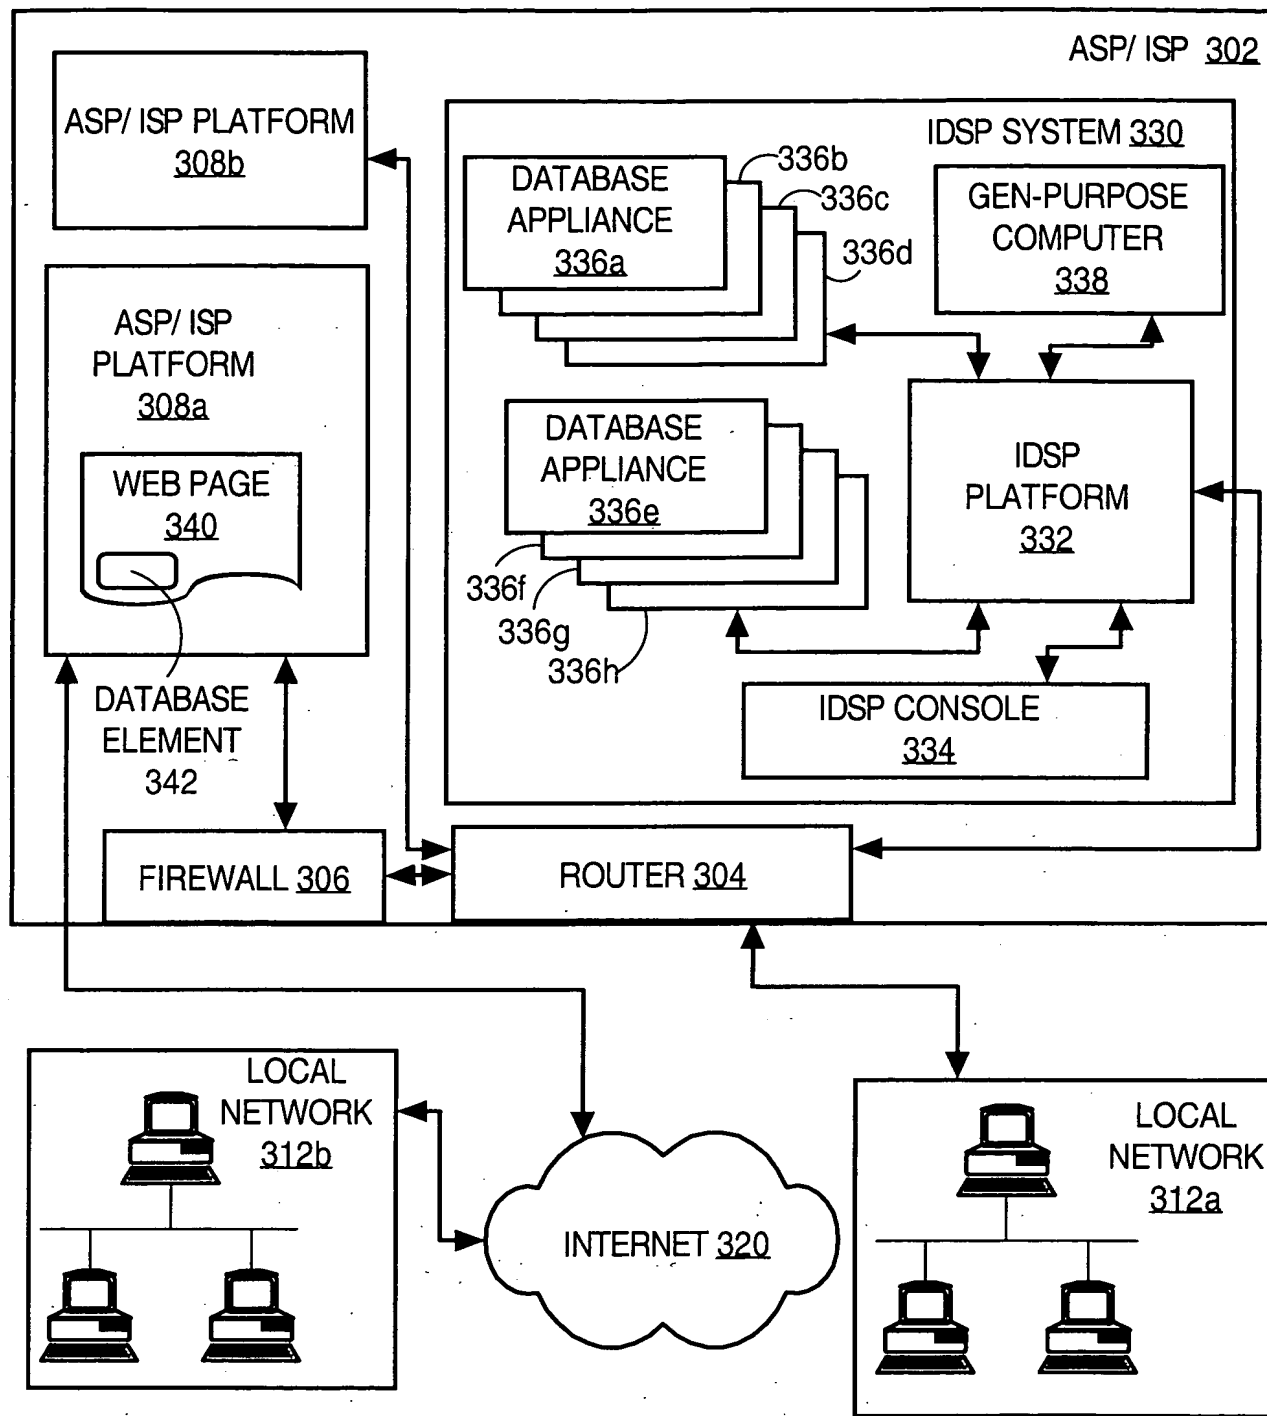 ASP/ ISP 302
ASP/ ISP PLATFORM
308b
IDSP SYSTEM 330
DATABASE
APPLIANCE
336a
336b
336c
336d
GEN-PURPOSE
COMPUTER
338
ASP/ ISP
PLATFORM
308a
WEB PAGE
340
DATABASE
APPLIANCE
336e
336f
336g
336h
IDSP
PLATFORM
332
DATABASE
ELEMENT
342
IDSP CONSOLE
334
FIREWALL 306
ROUTER 304
LOCAL
NETWORK
312b
INTERNET 320
LOCAL
NETWORK
312a